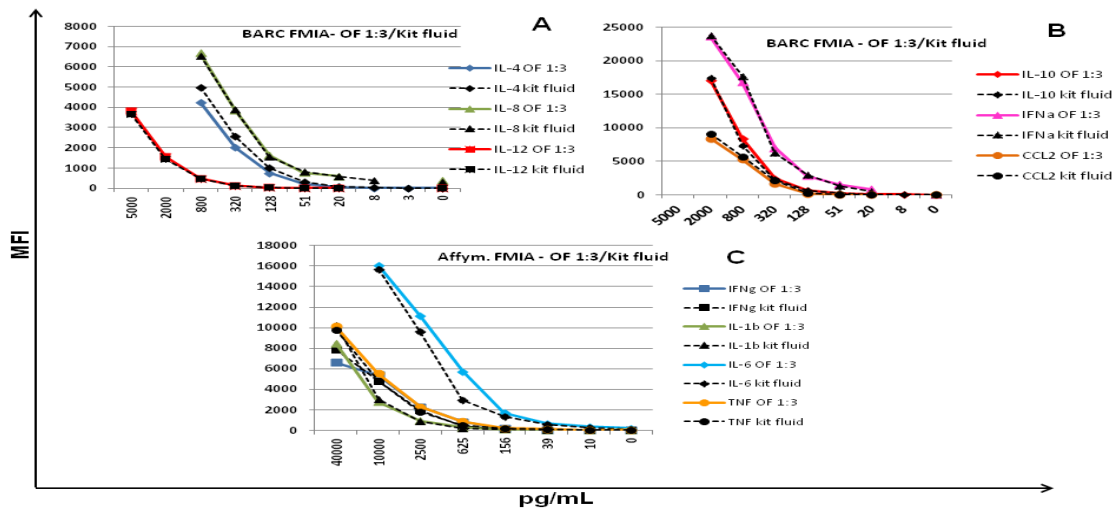 MFI
BARC FMIA- OF 1:3/Kit fluid
A
8000
7000
6000
5000
4000
3000
2000
1000
0
5000
2000
800
320
128
51
20
8
3
0
IL-4 OF 1:3
IL-4 kit fluid
IL-8 OF 1:3
IL-8 kit fluid
IL-12 OF 1:3
IL-12 kit fluid
BARC FMIA - OF 1:3/Kit fluid
B
25000
20000
15000
10000
5000
0
5000
2000
800
320
128
51
20
8
0
IL-10 OF 1:3
IL-10 kit fluid
IFNa OF 1:3
IFNa kit fluid
CCL2 OF 1:3
CCL2 kit fluid
Affym. FMIA - OF 1:3/Kit fluid
C
18000
16000
14000
12000
10000
8000
6000
4000
2000
0
40000
10000
2500
625
156
39
10
0
IFNg OF 1:3
IFNg kit fluid
IL-1b OF 1:3
IL-1b kit fluid
IL-6 OF 1:3
IL-6 kit fluid
TNF OF 1:3
TNF kit fluid
pg/mL